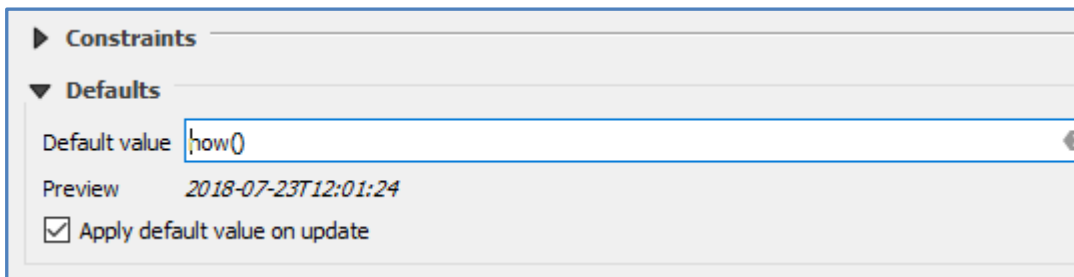 Constraints
Defaults
Default value now()
Preview 2018-07-23T12:01:24
Apply default value on update